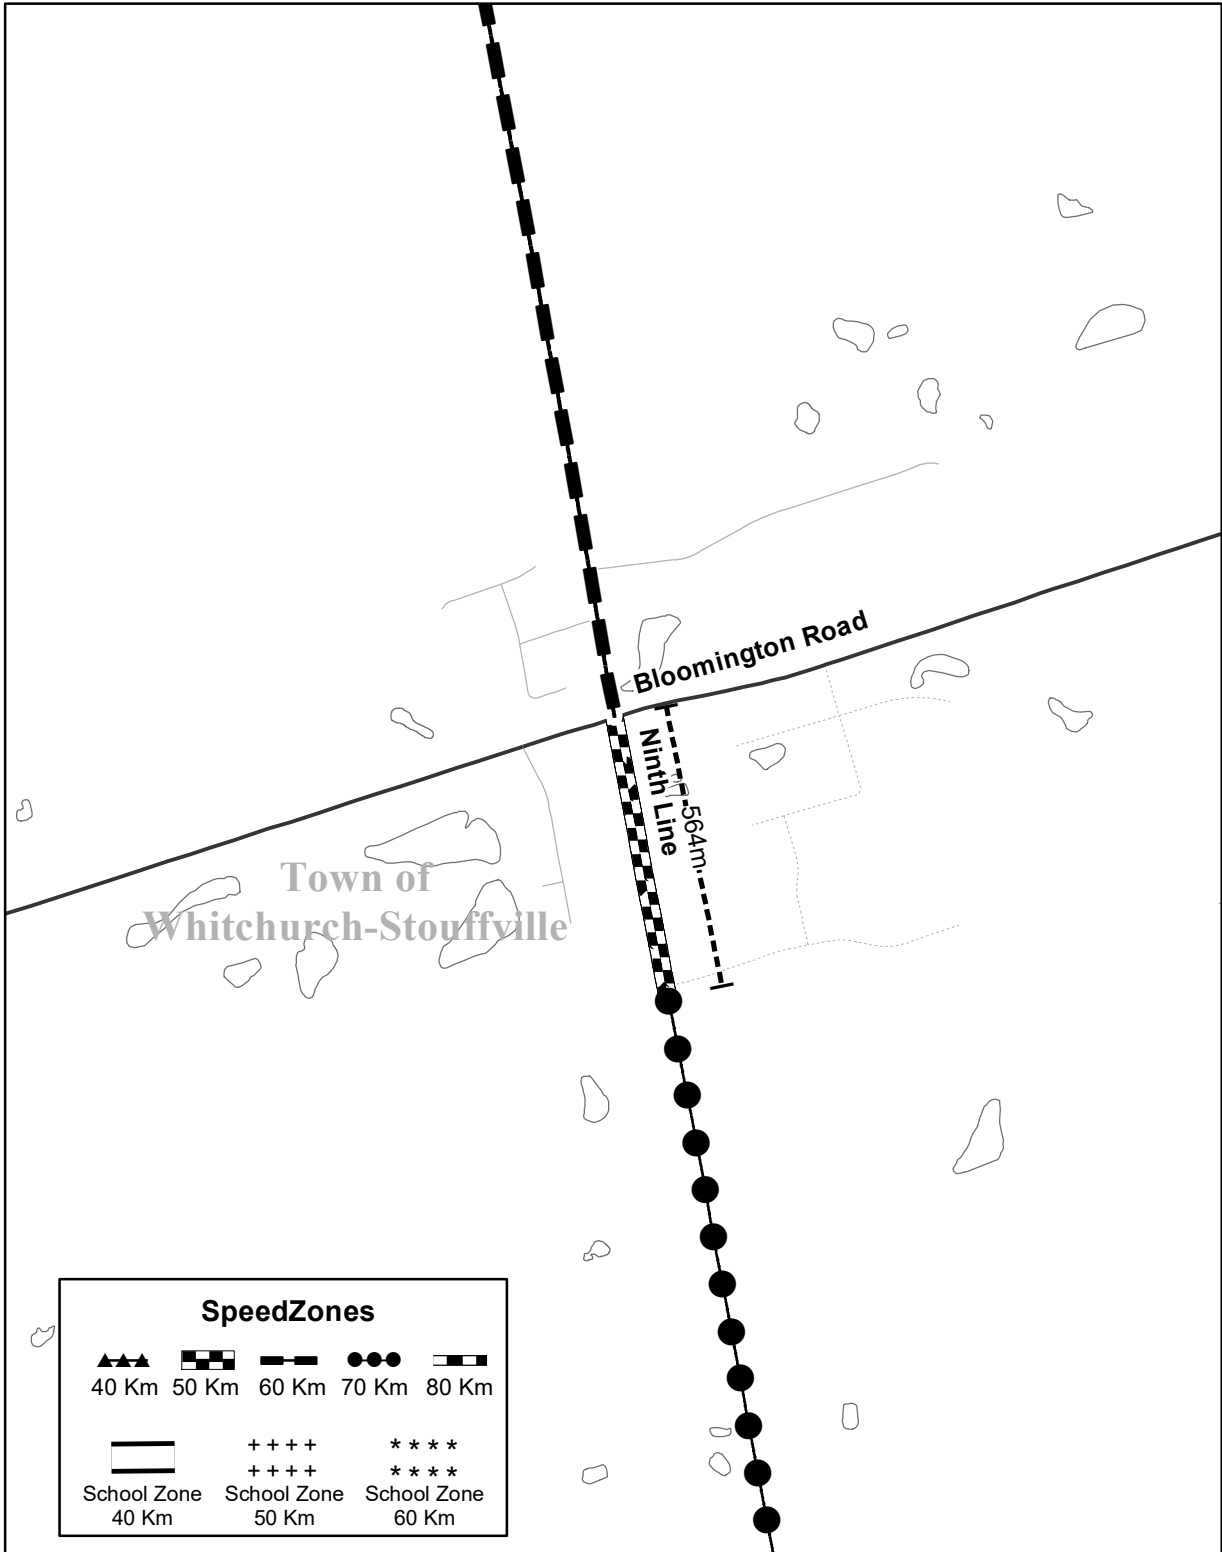 Bloomington Road
Ninth Line
564m
Town of
Whitchurch-Stouffville
SpeedZones
40 Km 50 Km 60 Km 70 Km 80 Km
++++ ****
++++ ****
School Zone School Zone School Zone
40 Km 50 Km 60 Km